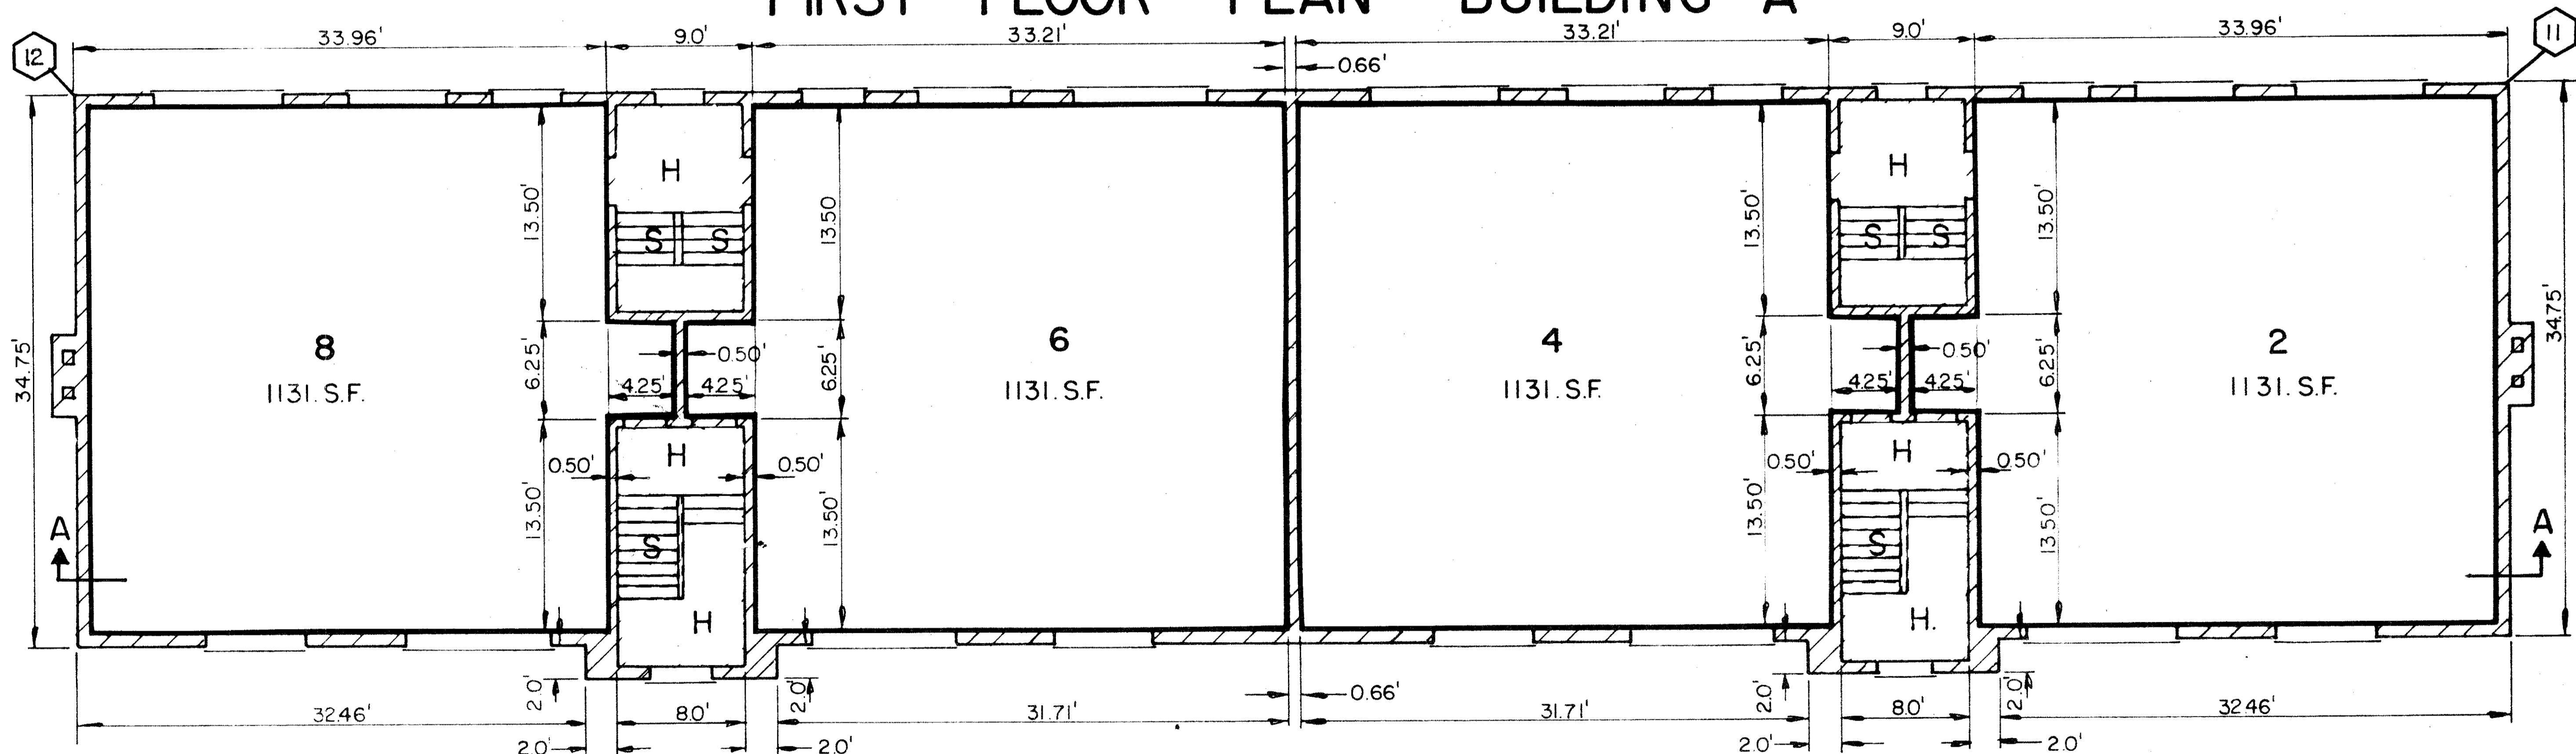 FIRST FLOOR PLAN BUILDING A
12 33.96' 9.0' 33.21' 33.21' 9.0' 33.96' 11
0.66'
H H
13.50' 13.50 13.50' 13.50'
S S S S
34.75' 34.75'
8 6 4 2
1131. S.F. 1131. S.F. 1131. S.F. 1131. S.F.
6.25' 0.50' 6.25' 6.25' 0.50' 6.25'
4.25' 4.25' 4.25' 4.25'
H H
0.50' 0.50' 0.50' 0.50'
13.50' 13.50' 13.50' 13.50'
A S S A
H H.
2.0' 2.0' 0.66' 2.0' 2.0'
32.46' 8.0' 31.71' 31.71' 8.0' 32.46'
2.0' 2.0' 2.0' 2.0'